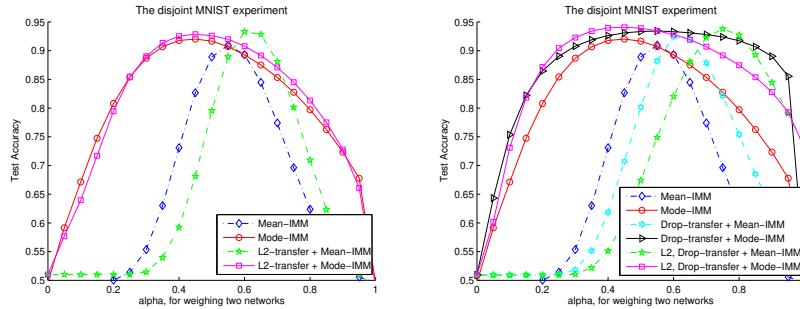 The disjoint MNIST experiment
Test Accuracy
0.95
0.9
0.85
0.8
0.75
0.7
0.65
0.6
0.55
0.5
0 0.2 0.4 0.6 0.8 1
alpha, for weighing two networks
Mean−IMM
Mode−IMM
L2−transfer + Mean−IMM
L2−transfer + Mode−IMM
The disjoint MNIST experiment
Test Accuracy
0.95
0.9
0.85
0.8
0.75
0.7
0.65
0.6
0.55
0.5
0 0.2 0.4 0.6 0.8
alpha, for weighing two networks
Mean−IMM
Mode−IMM
Drop−transfer + Mean−IMM
Drop−transfer + Mode−IMM
L2, Drop−transfer + Mean−IMM
L2, Drop−transfer + Mode−IMM